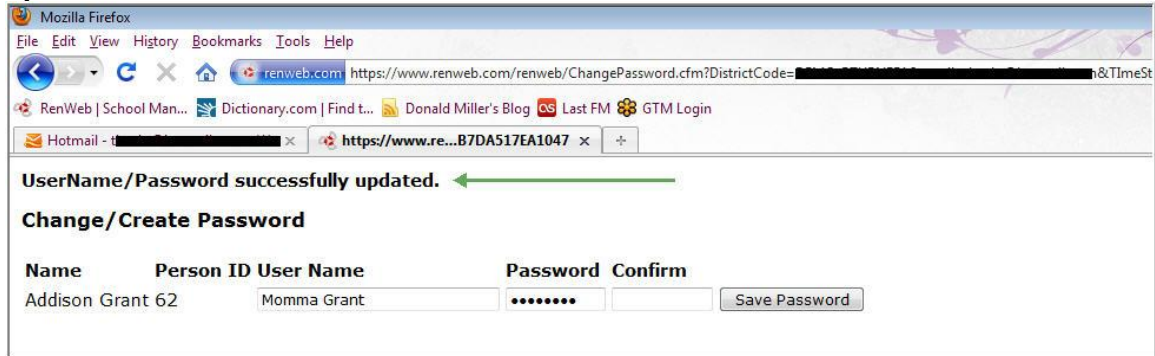 Mozilla Firefox
File Edit View History Bookmarks Tools Help
renweb.com https://www.renweb.com/renweb/ChangePassword.cfm?DistrictCode= n&TImeSt
RenWeb | School Man... Dictionary.com | Find t... Donald Miller's Blog Last FM GTM Login
Hotmail - t https://www.re...B7DA517EA1047
UserName/Password successfully updated.
Change/Create Password
Name Person ID User Name Password Confirm
Addison Grant 62 Momma Grant •••••••• Save Password